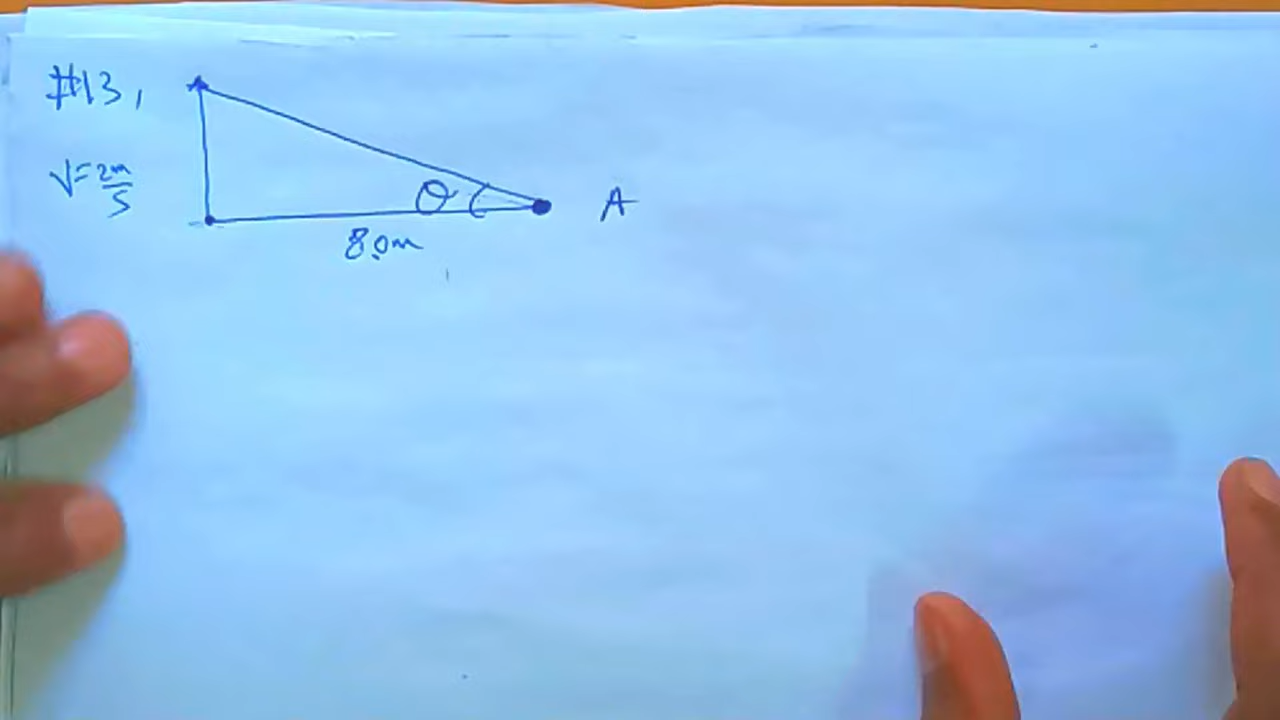 #13,
V=2m/s
θ
A
8.0m